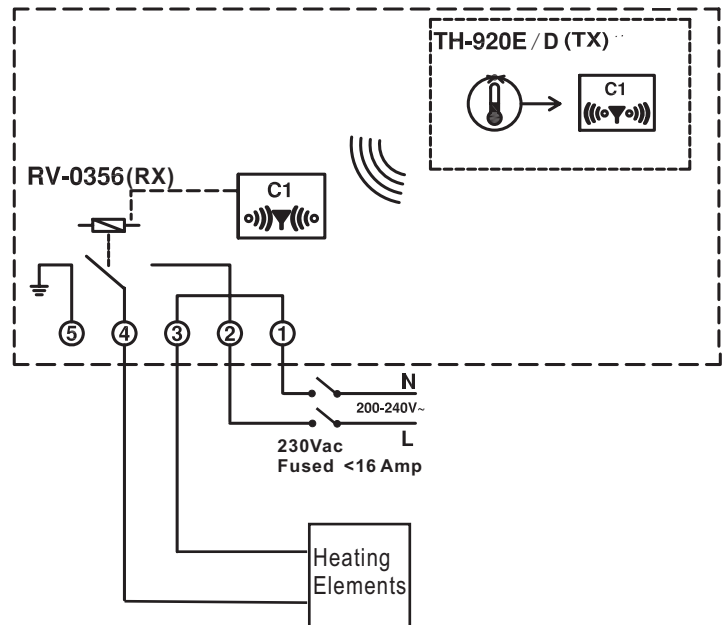 TH-920E/D (TX)
C1
RV-0356(RX)
C1
5 4 3 2 1
N
200-240V~
L
230Vac
Fused <16 Amp
Heating
Elements